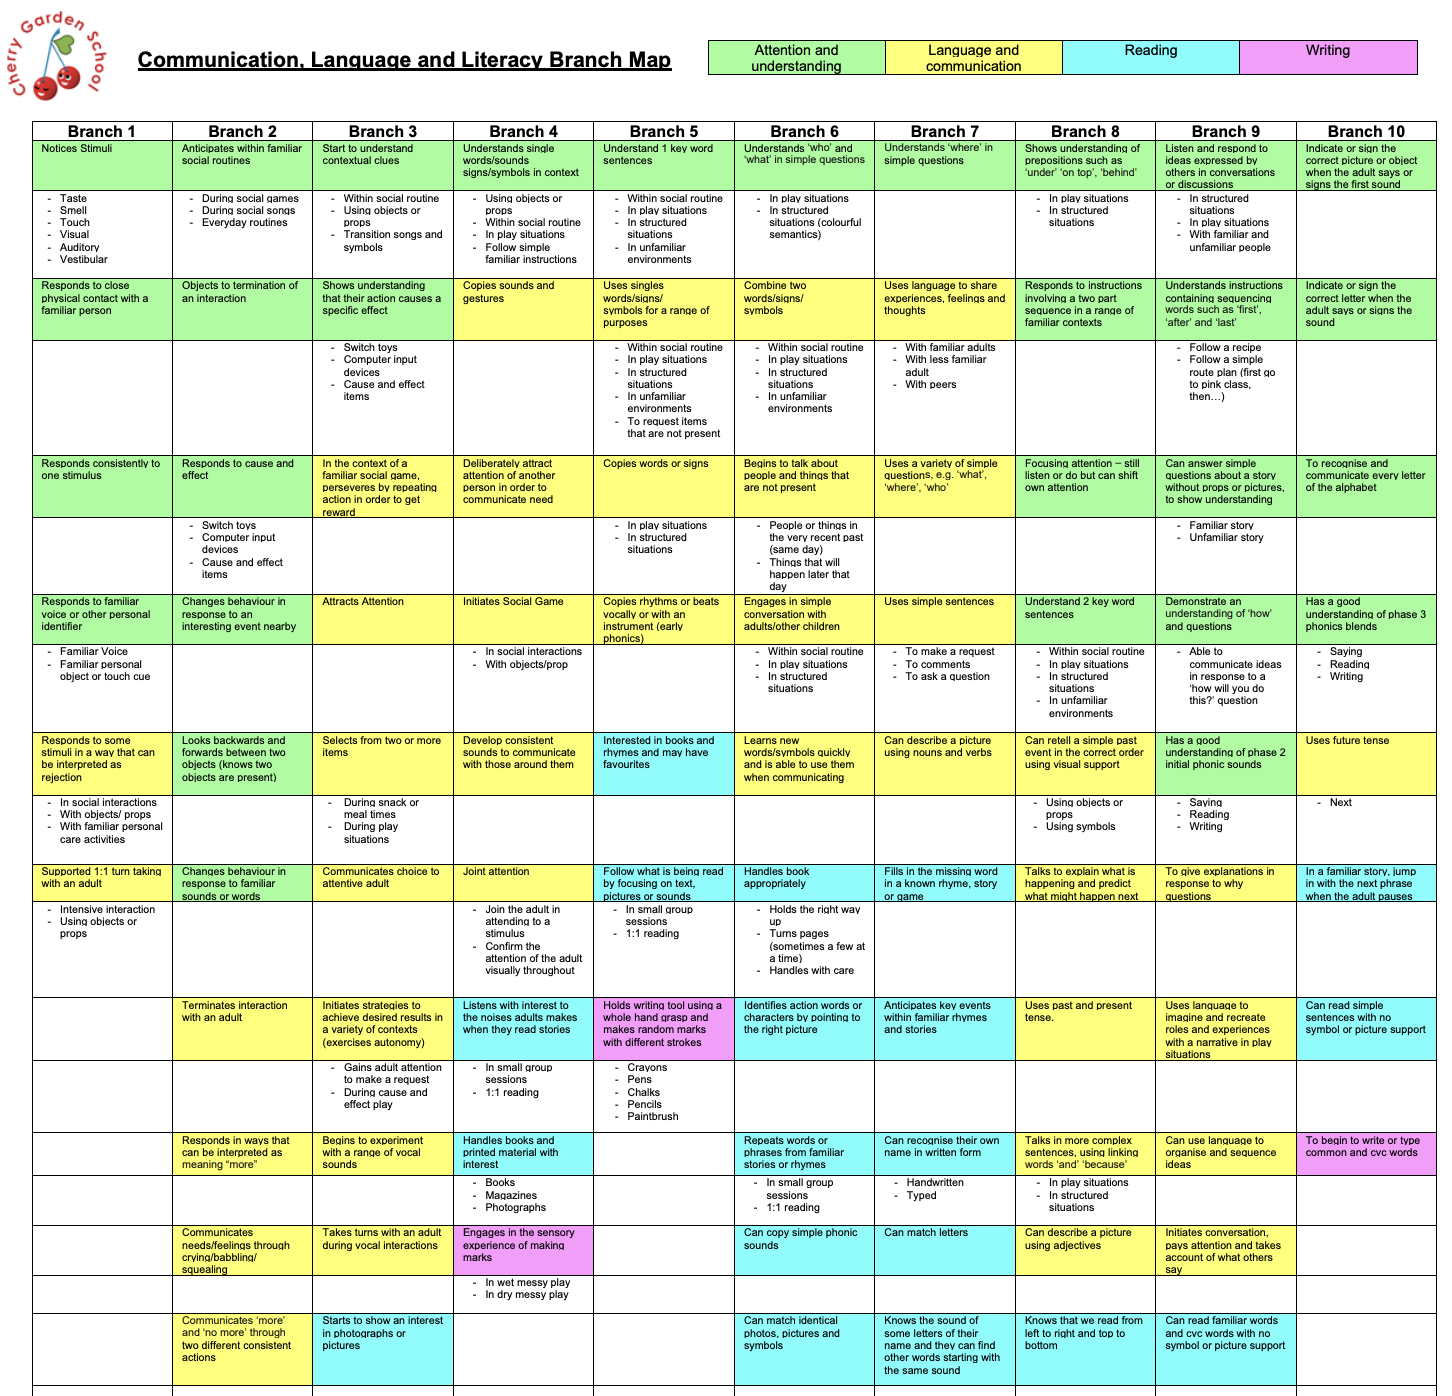 Cherry Garden School
Communication, Language and Literacy Branch Map
Attention and
understanding
Language and
communication
Reading
Writing
Branch 1
Branch 2
Branch 3
Branch 4
Branch 5
Branch 6
Branch 7
Branch 8
Branch 9
Branch 10
Notices Stimuli
Anticipates within familiar
social routines
Start to understand
contextual clues
Understands single
words/sounds
signs/symbols in context
Understand 1 key word
sentences
Understands ‘who’ and
‘what’ in simple questions
Understands ‘where’ in
simple questions
Shows understanding of
prepositions such as
‘under’ ‘on top’, ‘behind’
Listen and respond to
ideas expressed by
others in conversations
or discussions
Indicate or sign the
correct picture or object
when the adult says or
signs the first sound
- Taste
- Smell
- Touch
- Visual
- Auditory
- Vestibular
- During social games
- During social songs
- Everyday routines
- Within social routine
- Using objects or
props
- Transition songs and
symbols
- Using objects or
props
- Within social routine
- In play situations
- Follow simple
familiar instructions
- Within social routine
- In play situations
- In structured
situations
- In unfamiliar
environments
- In play situations
- In structured
situations (colourful
semantics)
- In play situations
- In structured
situations
- In structured
situations
- In play situations
- With familiar and
unfamiliar people
Responds to close
physical contact with a
familiar person
Objects to termination of
an interaction
Shows understanding
that their action causes a
specific effect
Copies sounds and
gestures
Uses singles
words/signs/
symbols for a range of
purposes
Combine two
words/signs/
symbols
Uses language to share
experiences, feelings and
thoughts
Responds to instructions
involving a two part
sequence in a range of
familiar contexts
Understands instructions
containing sequencing
words such as ‘first’,
‘after’ and ‘last’
Indicate or sign the
correct letter when the
adult says or signs the
sound
- Switch toys
- Computer input
devices
- Cause and effect
items
- Within social routine
- In play situations
- In structured
situations
- In unfamiliar
environments
- To request items
that are not present
- Within social routine
- In play situations
- In structured
situations
- In unfamiliar
environments
- With familiar adults
- With less familiar
adult
- With peers
- Follow a recipe
- Follow a simple
route plan (first go
to pink class,
then…)
Responds consistently to
one stimulus
Responds to cause and
effect
In the context of a
familiar social game,
perseveres by repeating
action in order to get
reward
Deliberately attract
attention of another
person in order to
communicate need
Copies words or signs
Begins to talk about
people and things that
are not present
Uses a variety of simple
questions, e.g. ‘what’,
‘where’, ‘who’
Focusing attention – still
listen or do but can shift
own attention
Can answer simple
questions about a story
without props or pictures,
to show understanding
To recognise and
communicate every letter
of the alphabet
- Switch toys
- Computer input
devices
- Cause and effect
items
- In play situations
- In structured
situations
- People or things in
the very recent past
(same day)
- Things that will
happen later that
day
- Familiar story
- Unfamiliar story
Responds to familiar
voice or other personal
identifier
Changes behaviour in
response to an
interesting event nearby
Attracts Attention
Initiates Social Game
Copies rhythms or beats
vocally or with an
instrument (early
phonics)
Engages in simple
conversation with
adults/other children
Uses simple sentences
Understand 2 key word
sentences
Demonstrate an
understanding of ‘how’
and questions
Has a good
understanding of phase 3
phonics blends
- Familiar Voice
- Familiar personal
object or touch cue
- In social interactions
- With objects/prop
- Within social routine
- In play situations
- In structured
situations
- To make a request
- To comments
- To ask a question
- Within social routine
- In play situations
- In structured
situations
- In unfamiliar
environments
- Able to
communicate ideas
in response to a
‘how will you do
this?’ question
- Saying
- Reading
- Writing
Responds to some
stimuli in a way that can
be interpreted as
rejection
Looks backwards and
forwards between two
objects (knows two
objects are present)
Selects from two or more
items
Develop consistent
sounds to communicate
with those around them
Interested in books and
rhymes and may have
favourites
Learns new
words/symbols quickly
and is able to use them
when communicating
Can describe a picture
using nouns and verbs
Can retell a simple past
event in the correct order
using visual support
Has a good
understanding of phase 2
initial phonic sounds
Uses future tense
- In social interactions
- With objects/ props
- With familiar personal
care activities
- During snack or
meal times
- During play
situations
- Using objects or
props
- Using symbols
- Saying
- Reading
- Writing
- Next
Supported 1:1 turn taking
with an adult
Changes behaviour in
response to familiar
sounds or words
Communicates choice to
attentive adult
Joint attention
Follow what is being read
by focusing on text,
pictures or sounds
Handles book
appropriately
Fills in the missing word
in a known rhyme, story
or game
Talks to explain what is
happening and predict
what might happen next
To give explanations in
response to why
questions
In a familiar story, jump
in with the next phrase
when the adult pauses
- Intensive interaction
- Using objects or
props
- Join the adult in
attending to a
stimulus
- Confirm the
attention of the adult
visually throughout
- In small group
sessions
- 1:1 reading
- Holds the right way
up
- Turns pages
(sometimes a few at
a time)
- Handles with care
Terminates interaction
with an adult
Initiates strategies to
achieve desired results in
a variety of contexts
(exercises autonomy)
Listens with interest to
the noises adults makes
when they read stories
Holds writing tool using a
whole hand grasp and
makes random marks
with different strokes
Identifies action words or
characters by pointing to
the right picture
Anticipates key events
within familiar rhymes
and stories
Uses past and present
tense.
Uses language to
imagine and recreate
roles and experiences
with a narrative in play
situations
Can read simple
sentences with no
symbol or picture support
- Gains adult attention
to make a request
- During cause and
effect play
- In small group
sessions
- 1:1 reading
- Crayons
- Pens
- Chalks
- Pencils
- Paintbrush
Responds in ways that
can be interpreted as
meaning “more”
Begins to experiment
with a range of vocal
sounds
Handles books and
printed material with
interest
Repeats words or
phrases from familiar
stories or rhymes
Can recognise their own
name in written form
Talks in more complex
sentences, using linking
words ‘and’ ‘because’
Can use language to
organise and sequence
ideas
To begin to write or type
common and cvc words
- Books
- Magazines
- Photographs
- In small group
sessions
- 1:1 reading
- Handwritten
- Typed
- In play situations
- In structured
situations
Communicates
needs/feelings through
crying/babbling/
squealing
Takes turns with an adult
during vocal interactions
Engages in the sensory
experience of making
marks
Can copy simple phonic
sounds
Can match letters
Can describe a picture
using adjectives
Initiates conversation,
pays attention and takes
account of what others
say
- In wet messy play
- In dry messy play
Communicates ‘more’
and ‘no more’ through
two different consistent
actions
Starts to show an interest
in photographs or
pictures
Can match identical
photos, pictures and
symbols
Knows the sound of
some letters of their
name and they can find
other words starting with
the same sound
Knows that we read from
left to right and top to
bottom
Can read familiar words
and cvc words with no
symbol or picture support